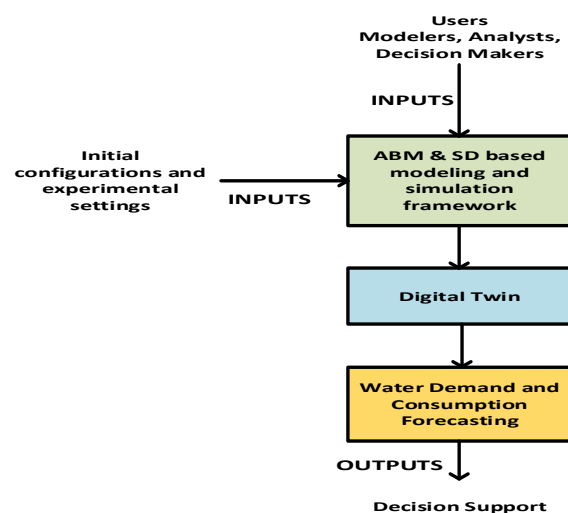 Users
Modelers, Analysts,
Decision Makers
INPUTS
Initial
configurations and
experimental
settings
INPUTS
ABM & SD based
modeling and
simulation
framework
Digital Twin
Water Demand and
Consumption
Forecasting
OUTPUTS
Decision Support